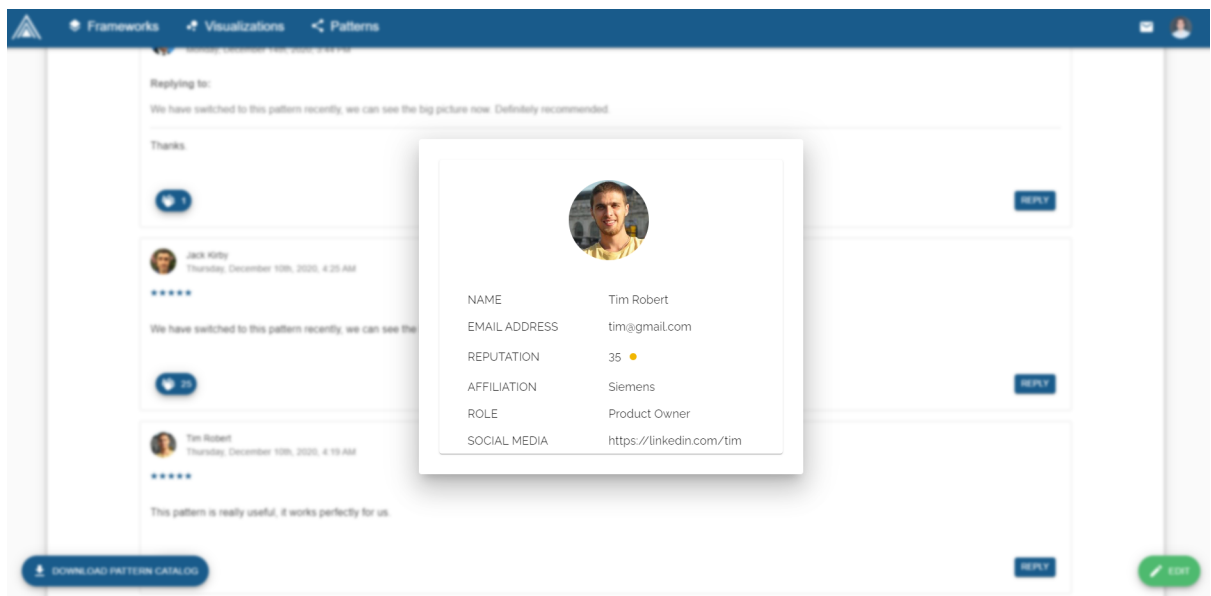 Frameworks Visualizations Patterns
Monday, December 14th, 2020, 3:44 PM
Replying to:
We have switched to this pattern recently, we can see the big picture now. Definitely recommended.
Thanks.
1
REPLY
Jack Kirby
Thursday, December 10th, 2020, 4:25 AM
★★★★★
We have switched to this pattern recently, we can see the
25
REPLY
Tim Robert
Thursday, December 10th, 2020, 4:19 AM
★★★★★
This pattern is really useful, it works perfectly for us.
REPLY
DOWNLOAD PATTERN CATALOG
EDIT
NAME Tim Robert
EMAIL ADDRESS tim@gmail.com
REPUTATION 35
AFFILIATION Siemens
ROLE Product Owner
SOCIAL MEDIA https://linkedin.com/tim